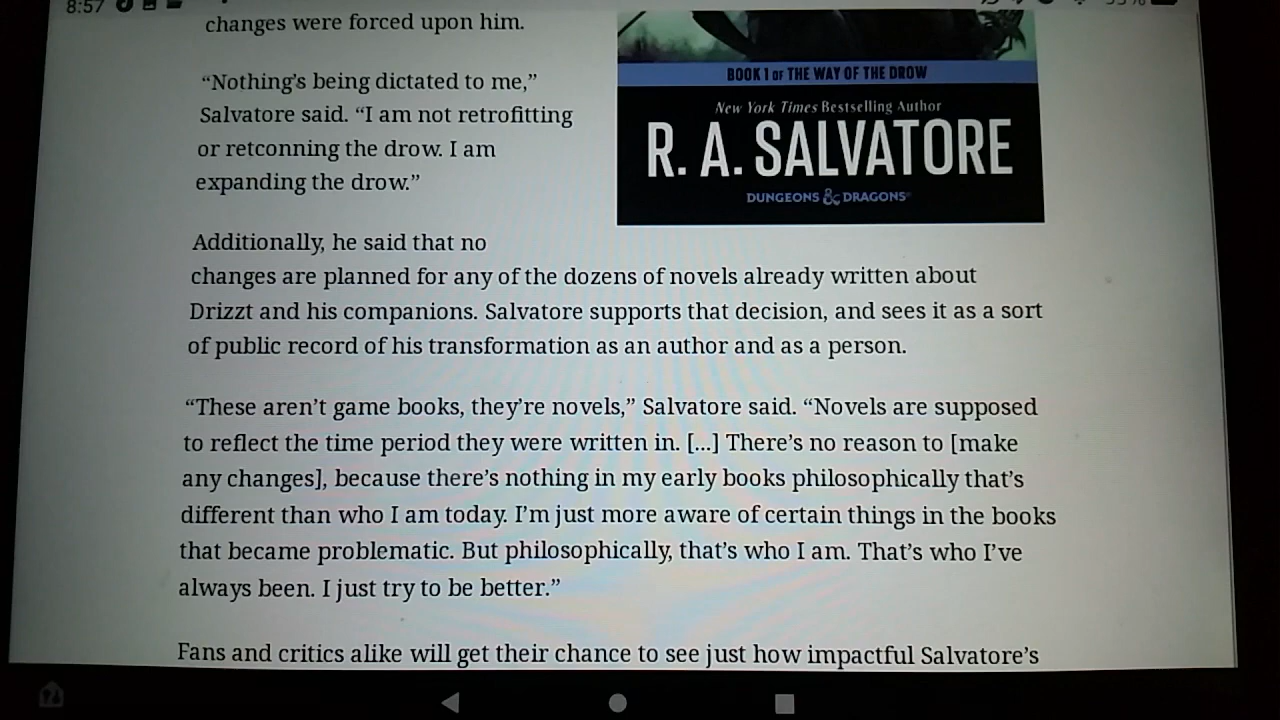 8:57
changes were forced upon him.
“Nothing’s being dictated to me,”
Salvatore said. “I am not retrofitting
or retconning the drow. I am
expanding the drow.”
BOOK 1 OF THE WAY OF THE DROW
New York Times Bestselling Author
R. A. SALVATORE
DUNGEONS & DRAGONS
Additionally, he said that no
changes are planned for any of the dozens of novels already written about
Drizzt and his companions. Salvatore supports that decision, and sees it as a sort
of public record of his transformation as an author and as a person.
“These aren’t game books, they’re novels,” Salvatore said. “Novels are supposed
to reflect the time period they were written in. [...] There’s no reason to [make
any changes], because there’s nothing in my early books philosophically that’s
different than who I am today. I’m just more aware of certain things in the books
that became problematic. But philosophically, that’s who I am. That’s who I’ve
always been. I just try to be better.”
Fans and critics alike will get their chance to see just how impactful Salvatore’s